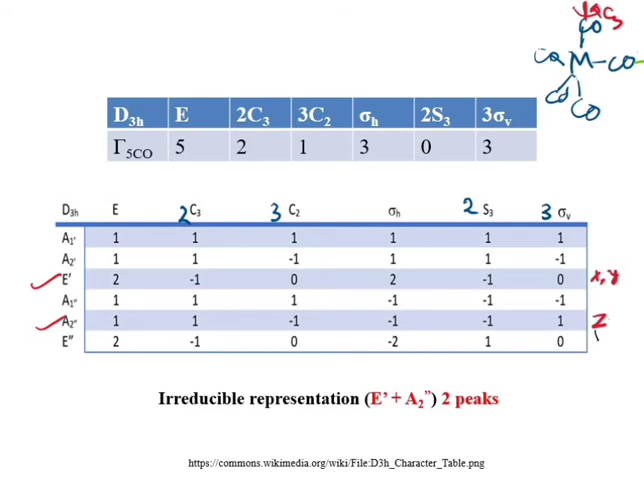 C3
CO
CO M-CO
CO CO
D3h E 2C3 3C2 σh 2S3 3σv
Γ5CO 5 2 1 3 0 3
D3h E 2 C3 3 C2 σh 2 S3 3 σv
A1' 1 1 1 1 1 1
A2' 1 1 -1 1 1 -1
E' 2 -1 0 2 -1 0 x, y
A1" 1 1 1 -1 -1 -1
A2" 1 1 -1 -1 -1 1 Z
E" 2 -1 0 -2 1 0
Irreducible representation (E’ + A2”) 2 peaks
https://commons.wikimedia.org/wiki/File:D3h_Character_Table.png